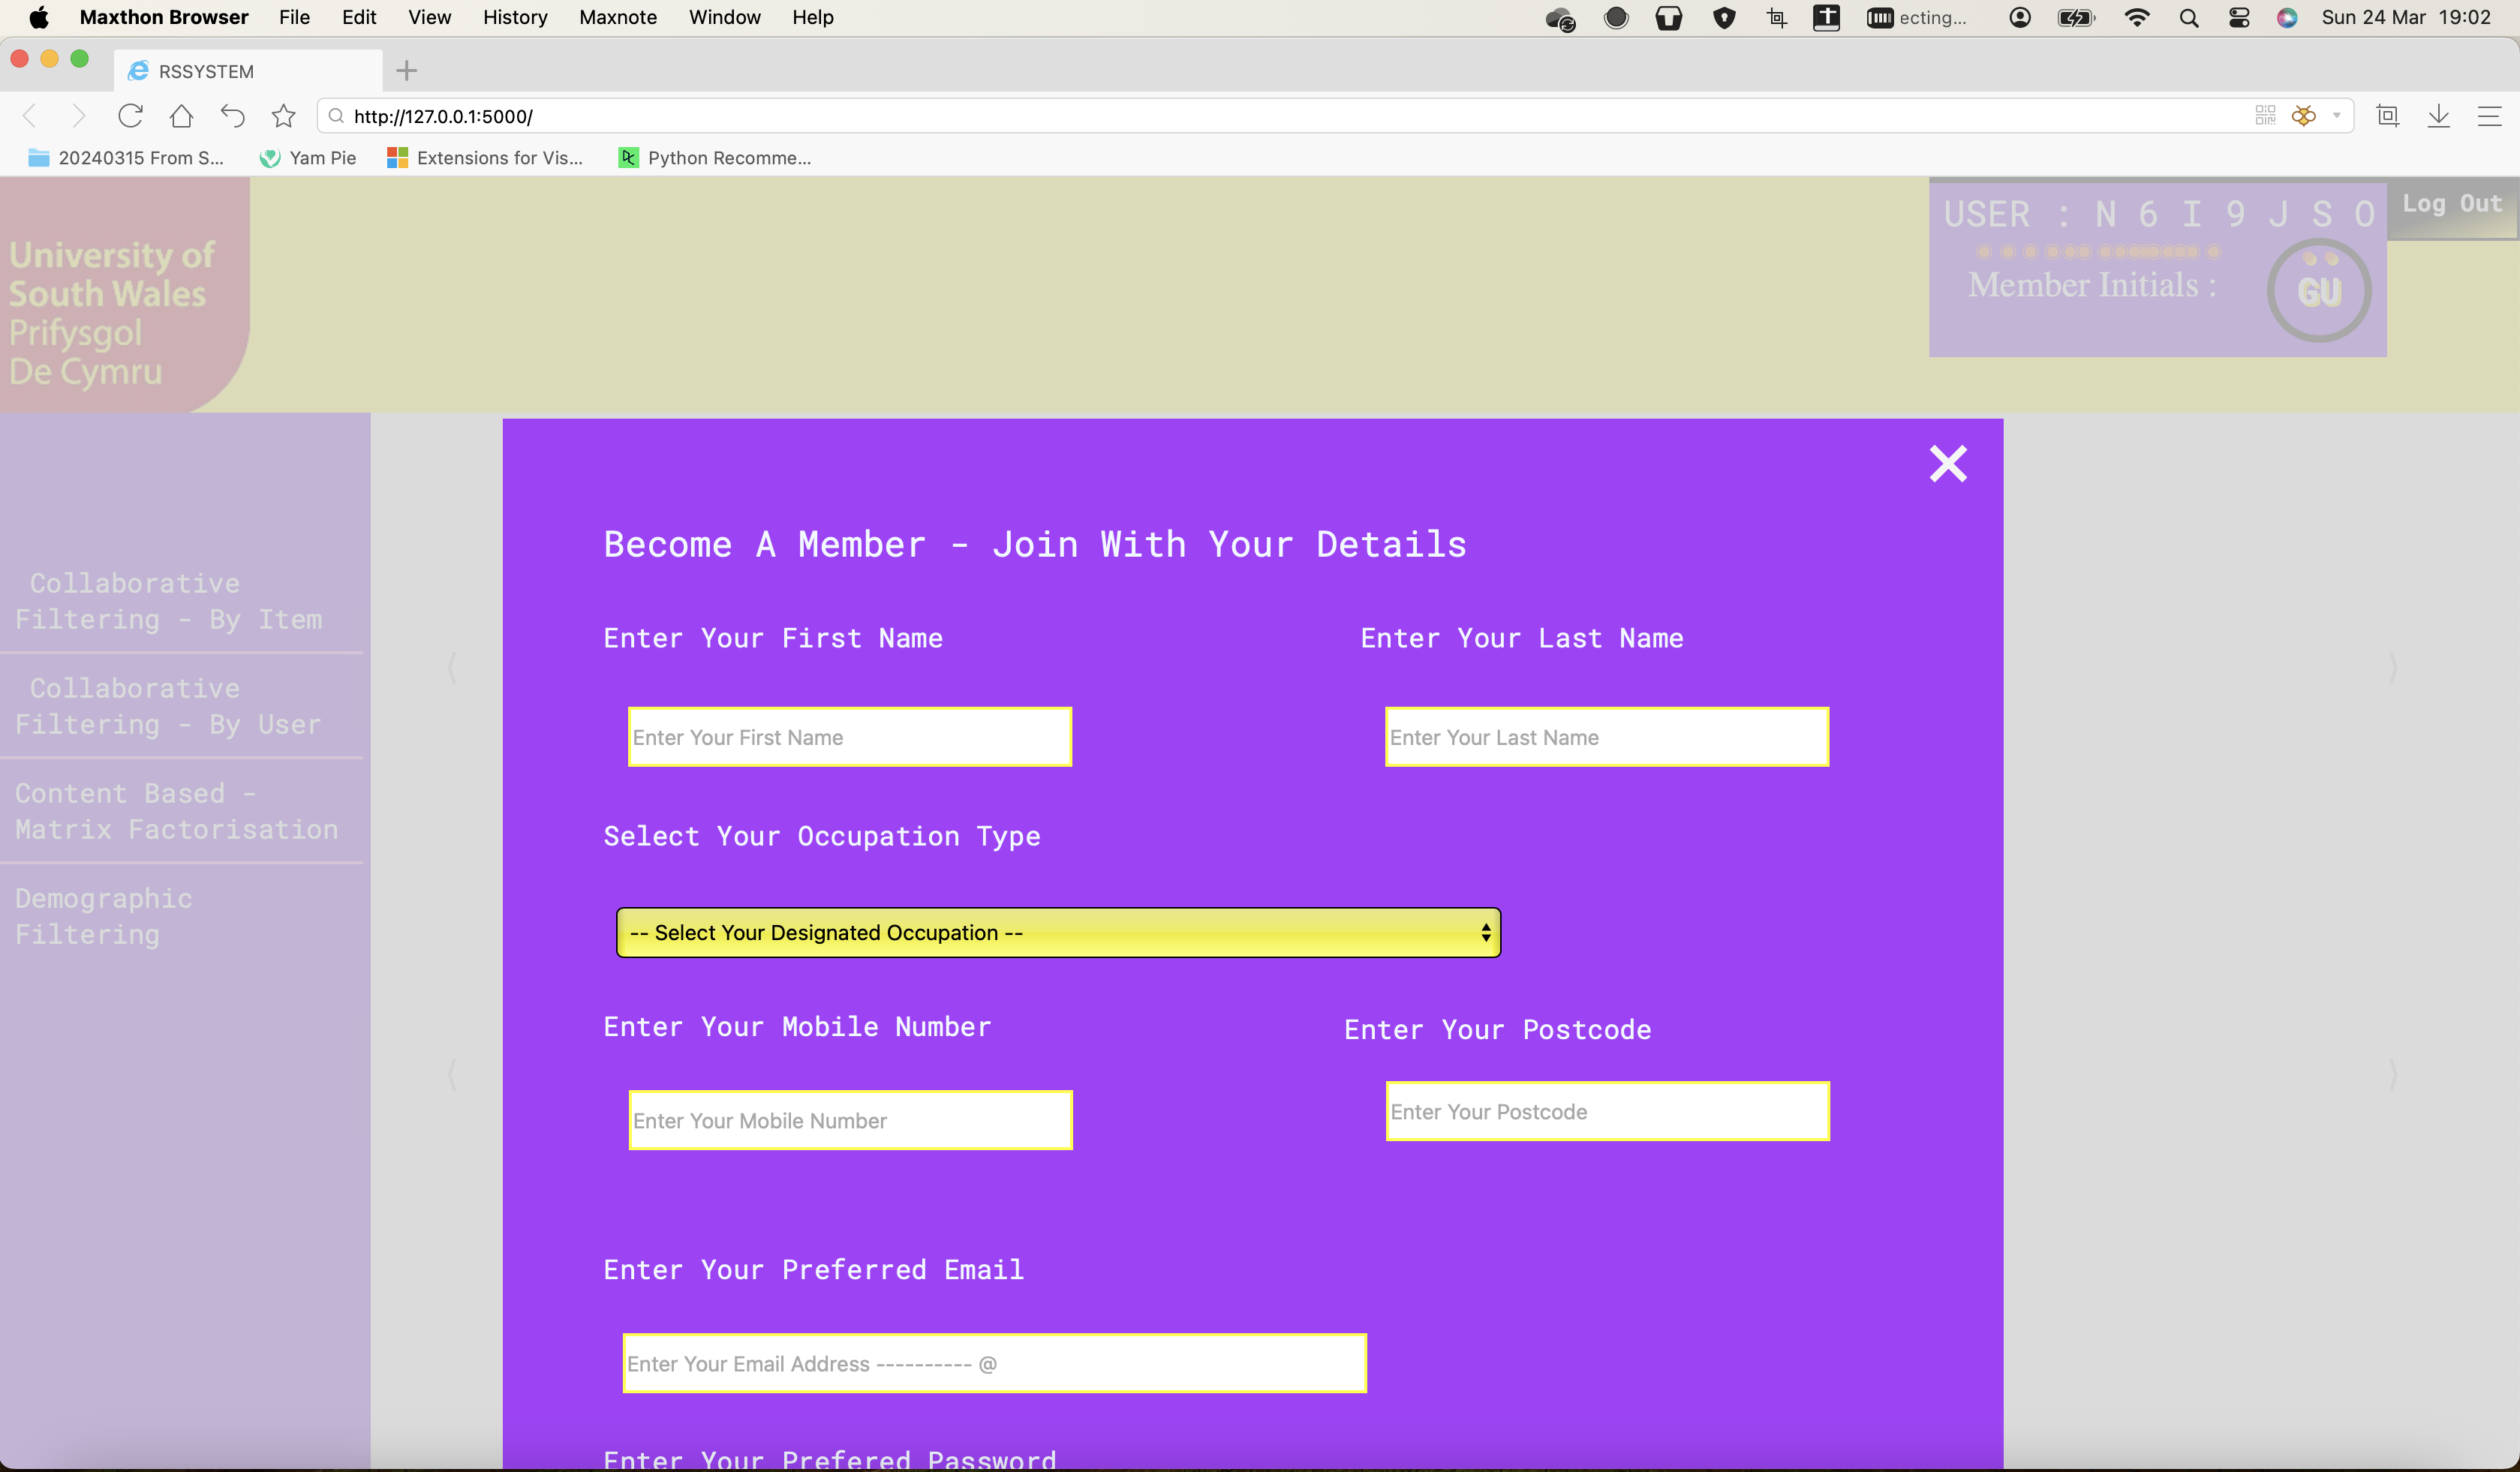 Maxthon Browser File Edit View History Maxnote Window Help ecting... Sun 24 Mar 19:02
RSSYSTEM
http://127.0.0.1:5000/
20240315 From S... Yam Pie Extensions for Vis... Python Recomme...
University of
South Wales
Prifysgol
De Cymru
USER : N 6 I 9 J S O
Log Out
Member Initials :
GU
Collaborative
Filtering - By Item
Collaborative
Filtering - By User
Content Based -
Matrix Factorisation
Demographic
Filtering
Become A Member - Join With Your Details
Enter Your First Name
Enter Your Last Name
Enter Your First Name
Enter Your Last Name
Select Your Occupation Type
-- Select Your Designated Occupation --
Enter Your Mobile Number
Enter Your Postcode
Enter Your Mobile Number
Enter Your Postcode
Enter Your Preferred Email
Enter Your Email Address ---------- @
Enter Your Prefered Password